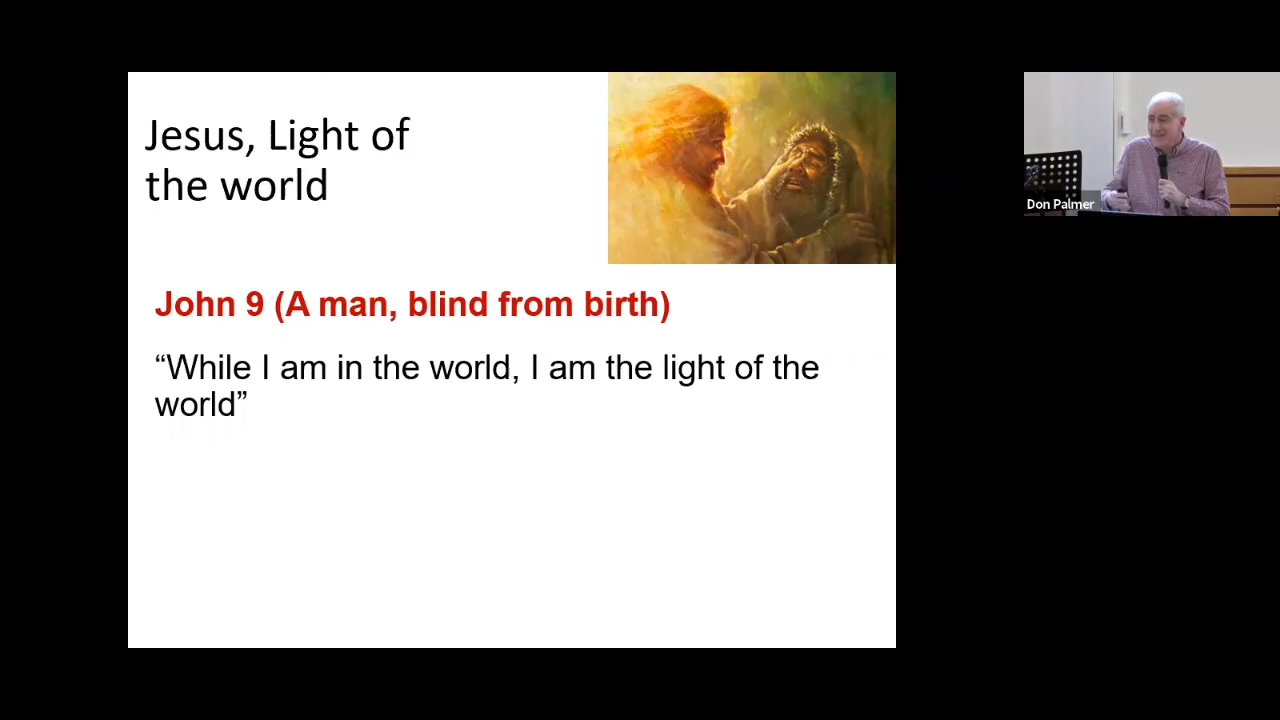 Jesus, Light of
the world
John 9 (A man, blind from birth)
“While I am in the world, I am the light of the
world”
Don Palmer